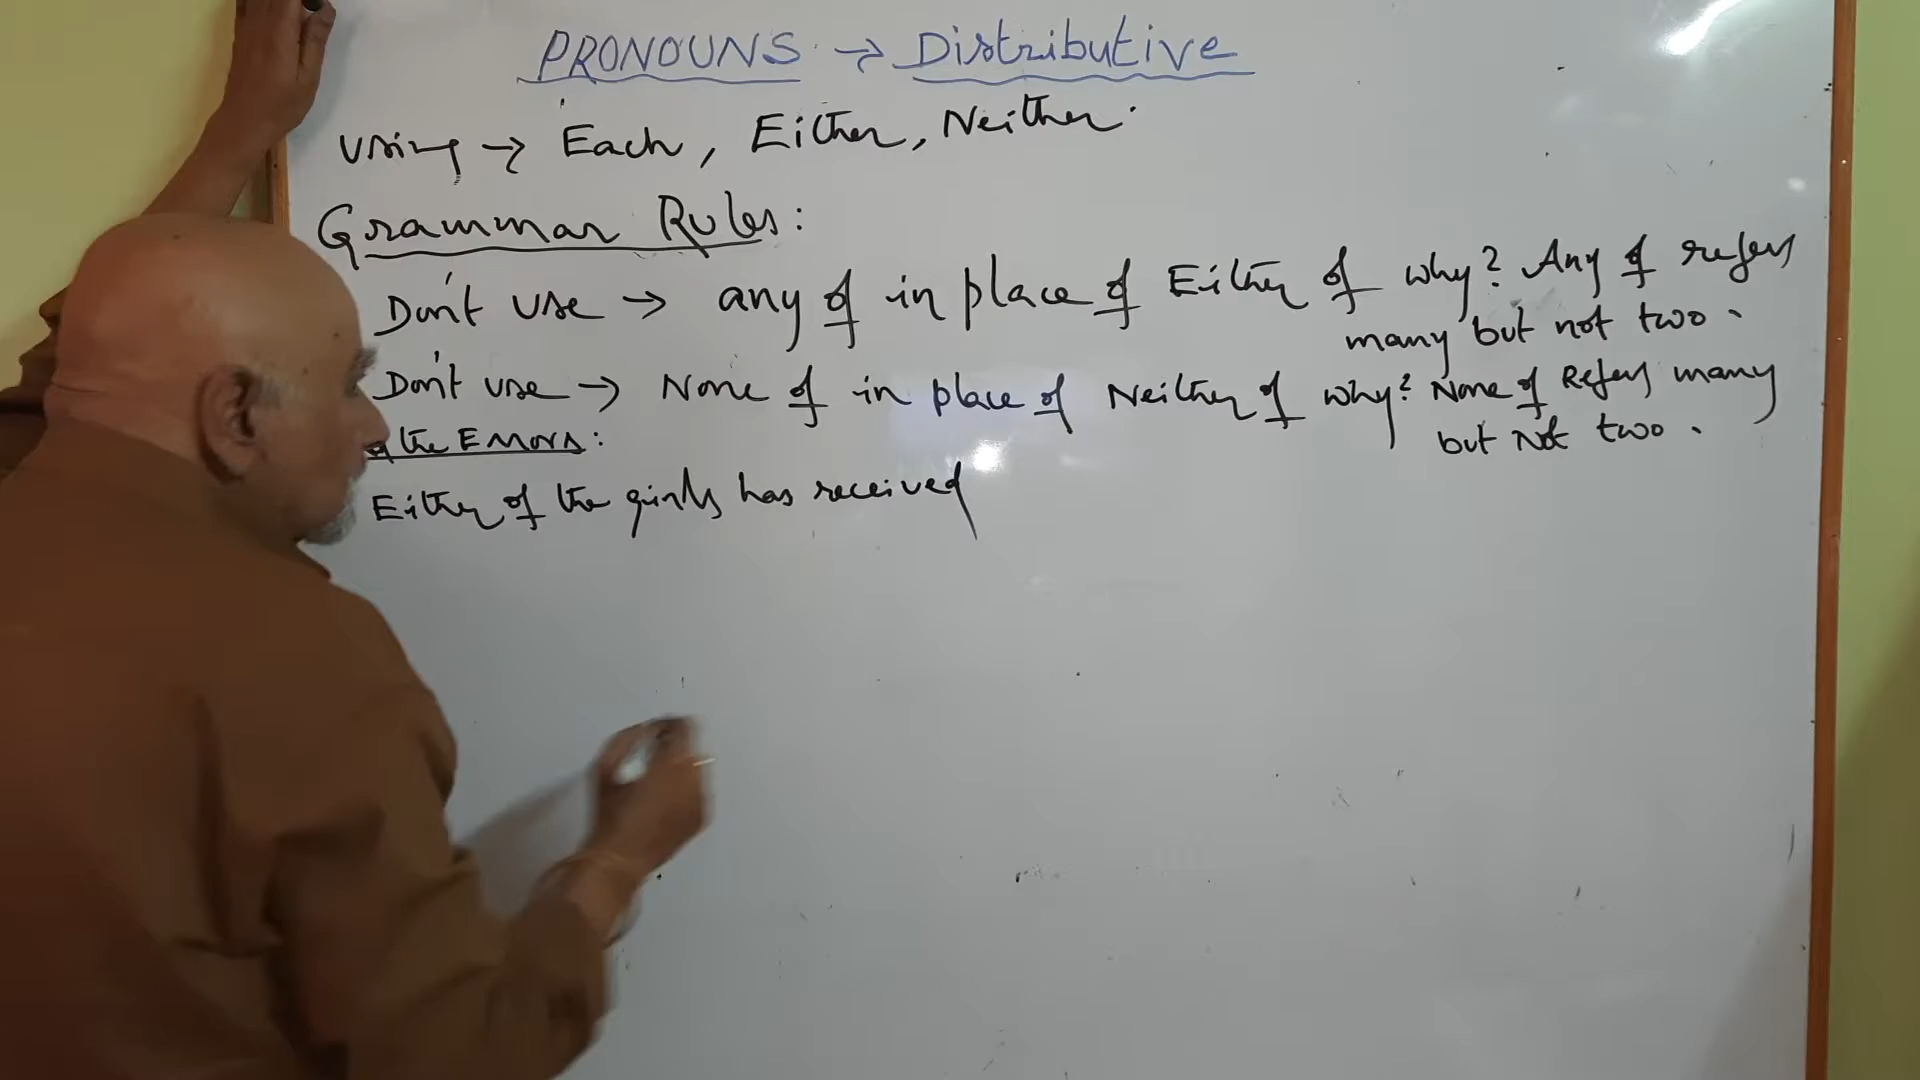 PRONOUNS → Distributive
Using → Each, Either, Neither.
Grammar Rules:
Don't use → any of in place of Either of why? Any of refers
many but not two.
Don't use → None of in place of Neither of why? None of Refers many
but Not two.
the Errors:
Either of the girls has received